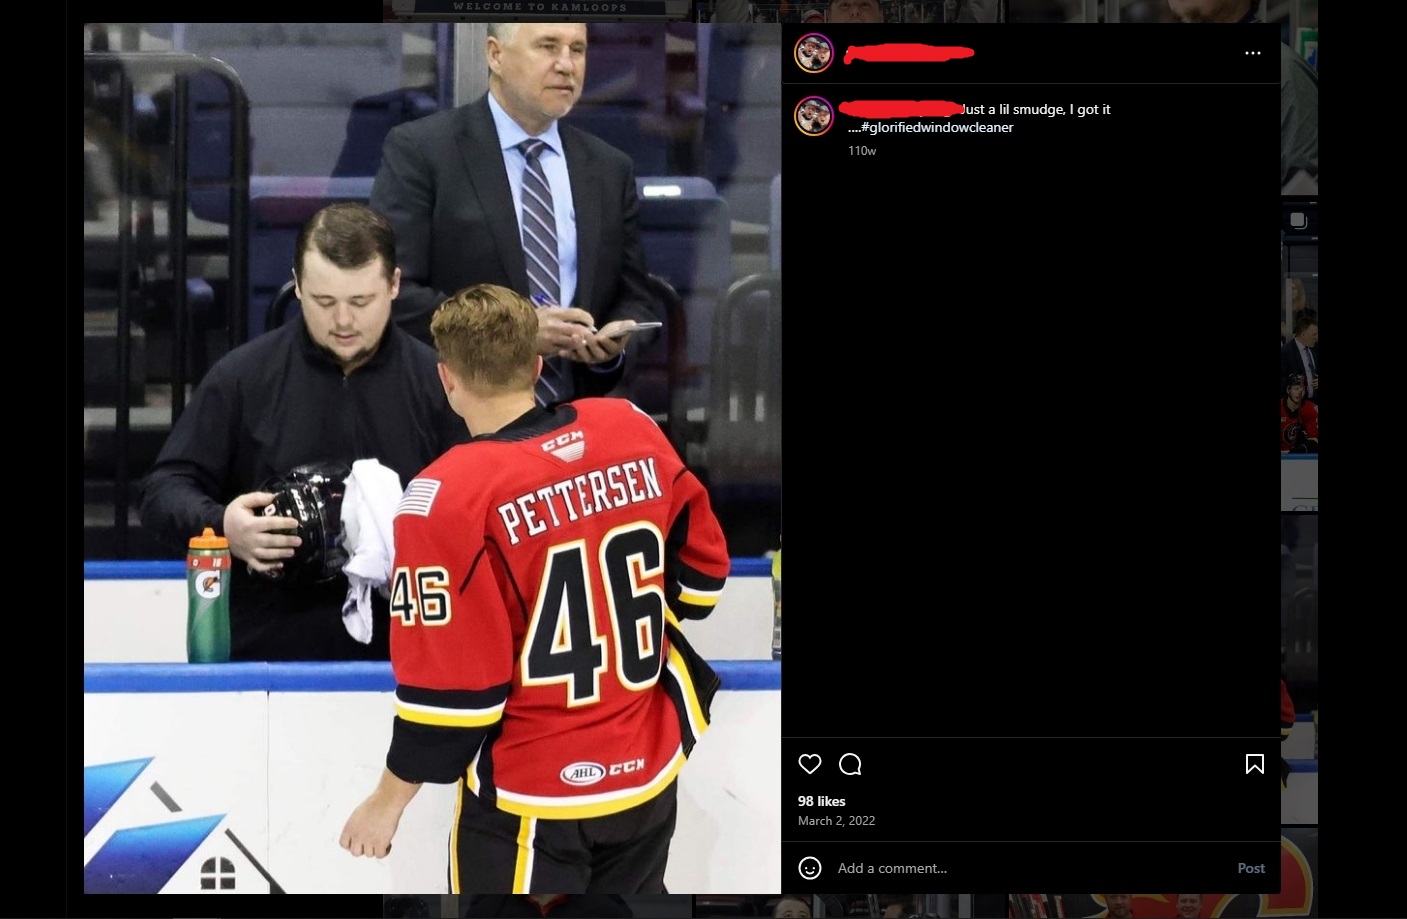 WELCOME TO KAMLOOPS
CCM
PETTERSEN
46
46
G
AHL CCM
Just a lil smudge, I got it
....#glorifiedwindowcleaner
110w
98 likes
March 2, 2022
Add a comment...
Post